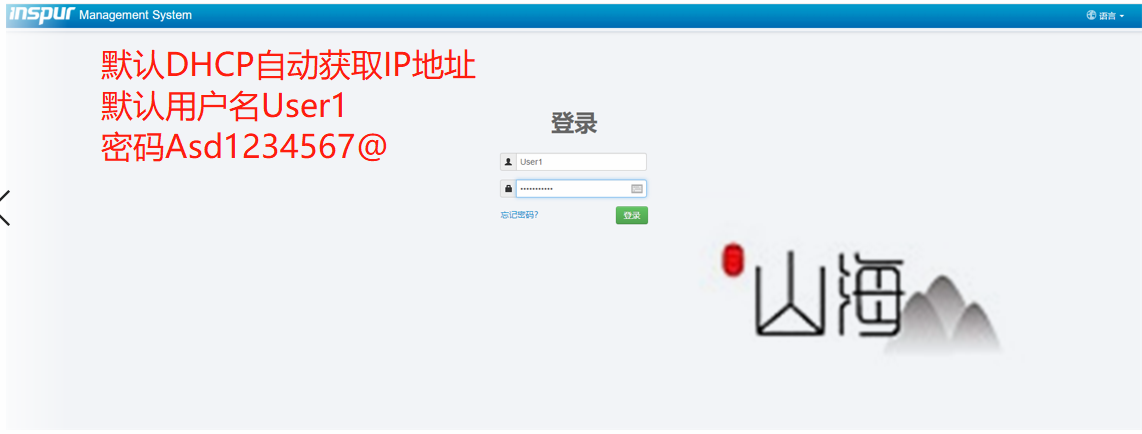 inspur Management System
语言
默认DHCP自动获取IP地址
默认用户名User1
密码Asd1234567@
登录
User1
忘记密码?
登录
山海